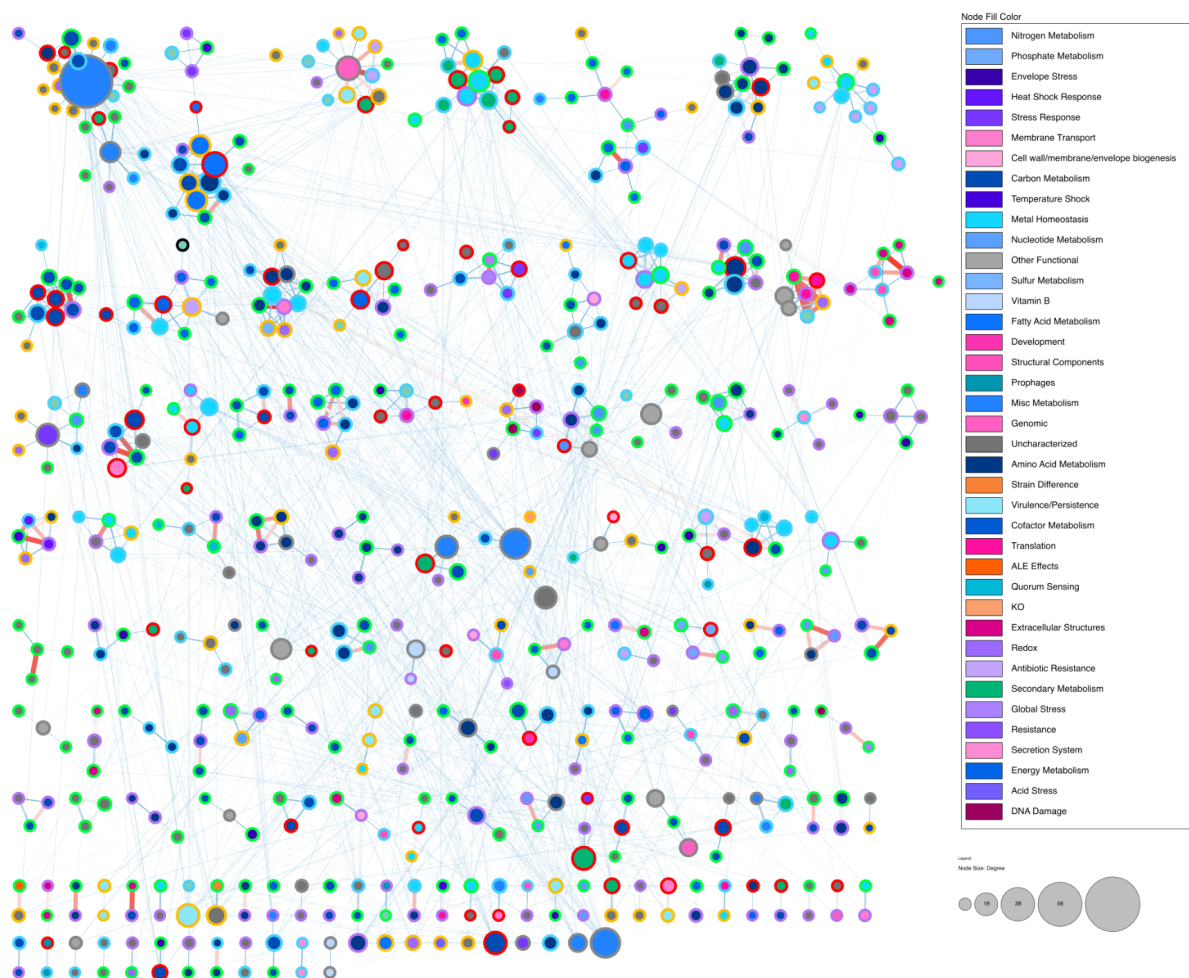 Node Fill Color
Nitrogen Metabolism
Phosphate Metabolism
Envelope Stress
Heat Shock Response
Stress Response
Membrane Transport
Cell wall/membrane/envelope biogenesis
Carbon Metabolism
Temperature Shock
Metal Homeostasis
Nucleotide Metabolism
Other Functional
Sulfur Metabolism
Vitamin B
Fatty Acid Metabolism
Development
Structural Components
Prophages
Misc Metabolism
Genomic
Uncharacterized
Amino Acid Metabolism
Strain Difference
Virulence/Persistence
Cofactor Metabolism
Translation
ALE Effects
Quorum Sensing
KO
Extracellular Structures
Redox
Antibiotic Resistance
Secondary Metabolism
Global Stress
Resistance
Secretion System
Energy Metabolism
Acid Stress
DNA Damage
Legend
Node Size: Degree
19
38
56